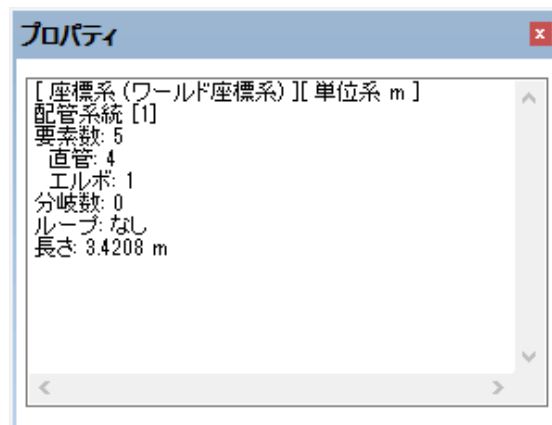 プロパティ
[ 座標系 (ワールド座標系) ][ 単位系 m ]
配管系統 [1]
要素数: 5
直管: 4
エルボ: 1
分岐数: 0
ループ: なし
長さ: 3.4208 m